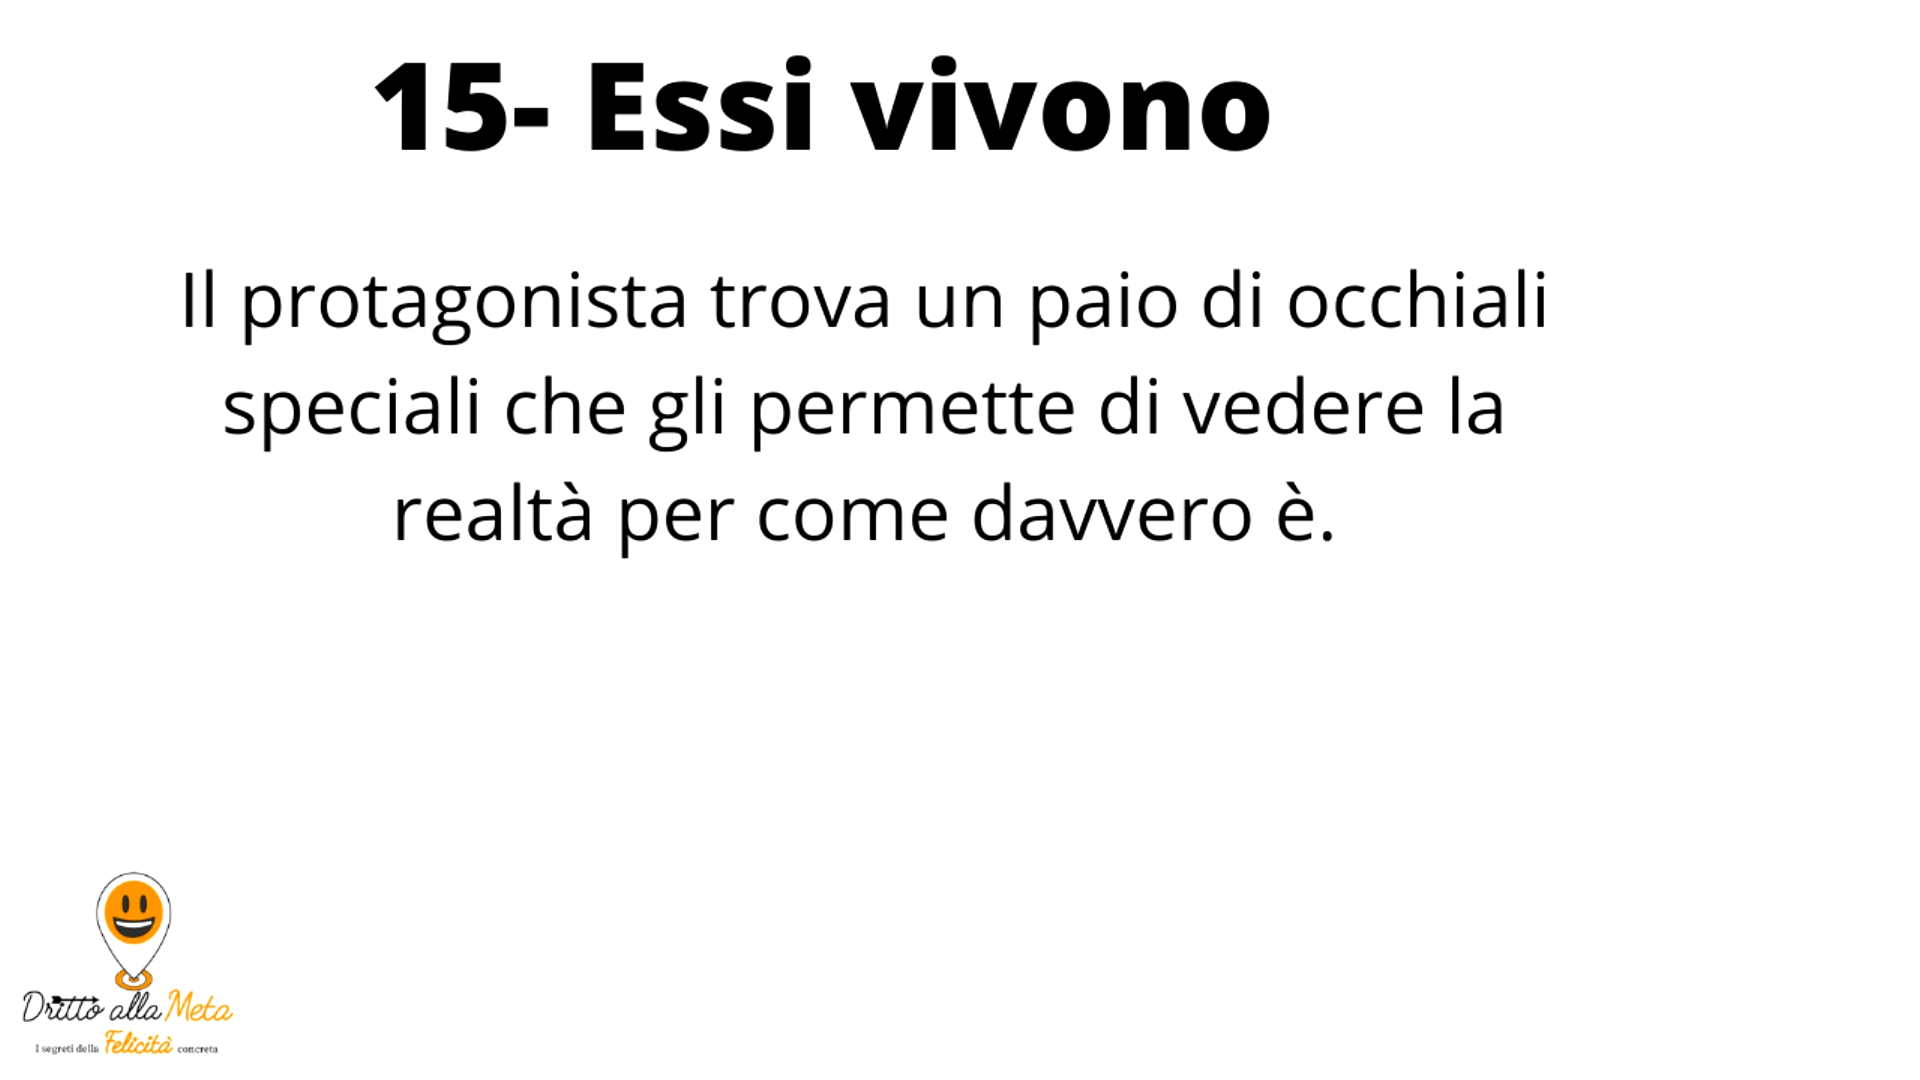 15- Essi vivono
Il protagonista trova un paio di occhiali
speciali che gli permette di vedere la
realtà per come davvero è.
Dritto alla Meta
I segreti della Felicità concreta